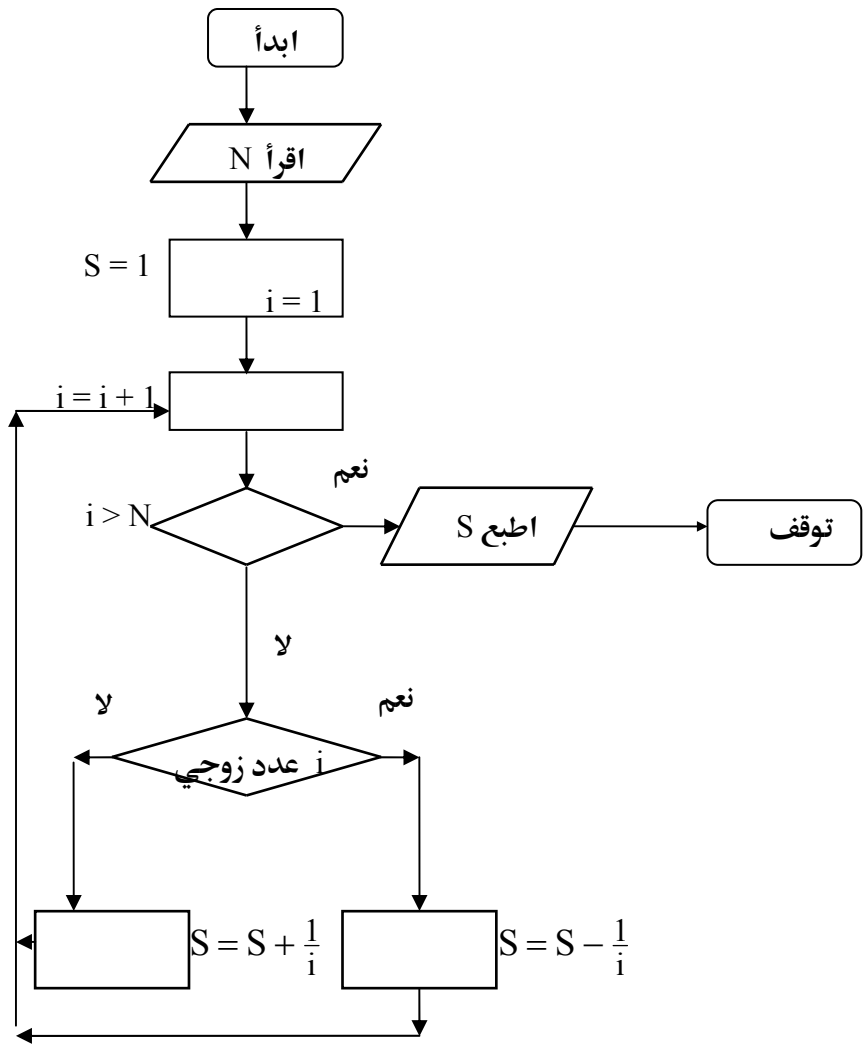 ابدأ
اقرأ N
S = 1
i = 1
i = i + 1
نعم
i > N
اطبع S
توقف
لا
لا
نعم
i عدد زوجي
S = S + 1/i
S = S − 1/i